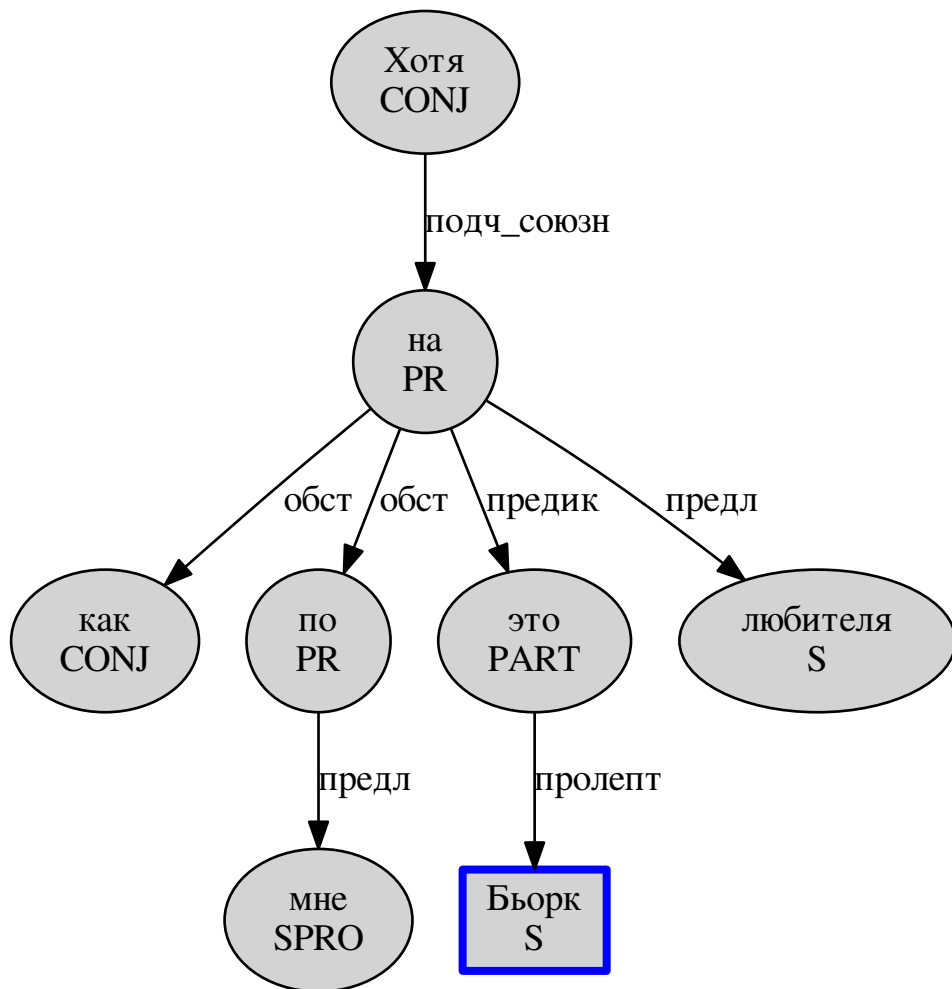 Хотя
CONJ
подч_союзн
на
PR
обст
обст
предик
предл
как
CONJ
по
PR
это
PART
любителя
S
предл
пролепт
мне
SPRO
Бьорк
S